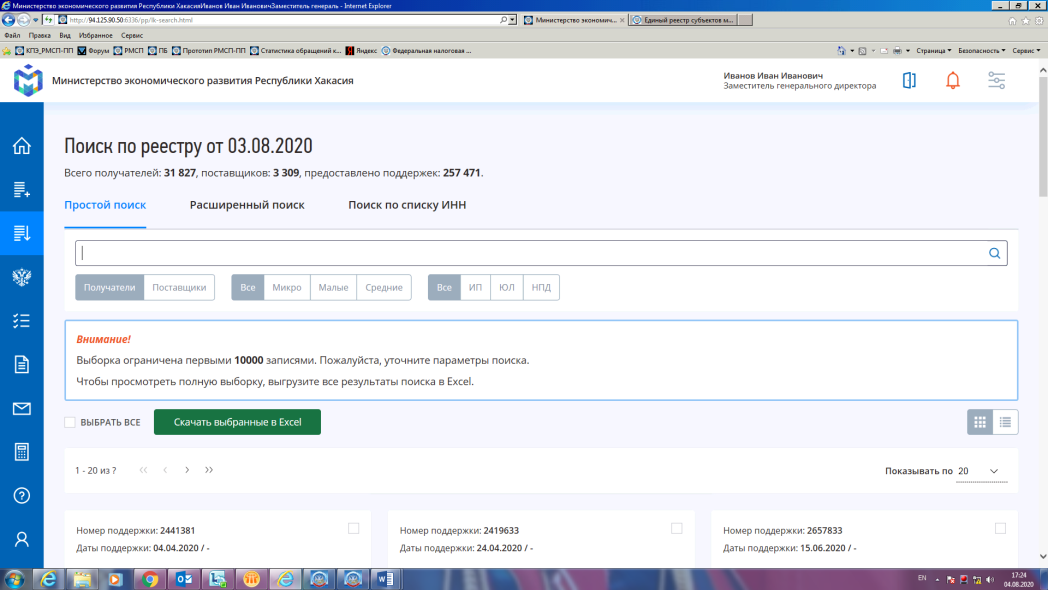 Министерство экономического развития Республики ХакасияИванов Иван ИвановичЗаместитель генераль - Internet Explorer
http://94.125.90.50:6336/pp/lk-search.html
Министерство экономич...
Единый реестр субъектов м...
Файл Правка Вид Избранное Сервис
КПЭ_РМСП-ПП Форум РМСП ПБ Прототип РМСП-ПП Статистика обращений к... Яндекс Федеральная налоговая ...
Страница Безопасность Сервис
Министерство экономического развития Республики Хакасия
Иванов Иван Иванович
Заместитель генерального директора
Поиск по реестру от 03.08.2020
Всего получателей: 31 827, поставщиков: 3 309, предоставлено поддержек: 257 471.
Простой поиск Расширенный поиск Поиск по списку ИНН
Получатели Поставщики Все Микро Малые Средние Все ИП ЮЛ НПД
Внимание!
Выборка ограничена первыми 10000 записями. Пожалуйста, уточните параметры поиска.
Чтобы просмотреть полную выборку, выгрузите все результаты поиска в Excel.
ВЫБРАТЬ ВСЕ Скачать выбранные в Excel
1 - 20 из ? << < > >> Показывать по 20
Номер поддержки: 2441381
Даты поддержки: 04.04.2020 / -
Номер поддержки: 2419633
Даты поддержки: 24.04.2020 / -
Номер поддержки: 2657833
Даты поддержки: 15.06.2020 / -
EN
17:24
04.08.2020